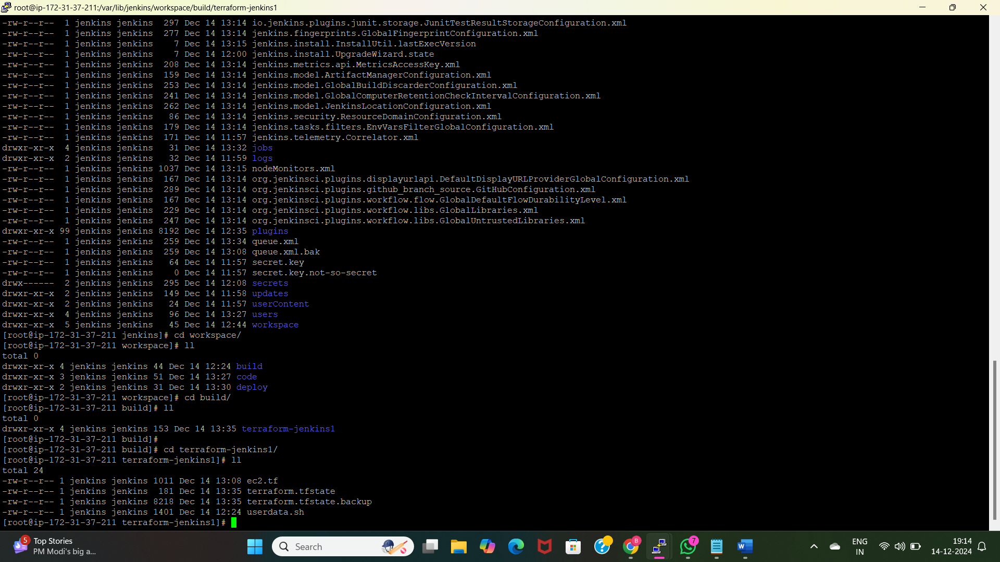 root@ip-172-31-37-211:/var/lib/jenkins/workspace/build/terraform-jenkins1
-rw-r--r--  1 jenkins jenkins  297 Dec 14 13:14 io.jenkins.plugins.junit.storage.JunitTestResultStorageConfiguration.xml
-rw-r--r--  1 jenkins jenkins  277 Dec 14 13:14 jenkins.fingerprints.GlobalFingerprintConfiguration.xml
-rw-r--r--  1 jenkins jenkins    7 Dec 14 13:15 jenkins.install.InstallUtil.lastExecVersion
-rw-r--r--  1 jenkins jenkins    7 Dec 14 12:00 jenkins.install.UpgradeWizard.state
-rw-r--r--  1 jenkins jenkins  208 Dec 14 13:14 jenkins.metrics.api.MetricsAccessKey.xml
-rw-r--r--  1 jenkins jenkins  159 Dec 14 13:14 jenkins.model.ArtifactManagerConfiguration.xml
-rw-r--r--  1 jenkins jenkins  253 Dec 14 13:14 jenkins.model.GlobalBuildDiscarderConfiguration.xml
-rw-r--r--  1 jenkins jenkins  241 Dec 14 13:14 jenkins.model.GlobalComputerRetentionCheckIntervalConfiguration.xml
-rw-r--r--  1 jenkins jenkins  262 Dec 14 13:14 jenkins.model.JenkinsLocationConfiguration.xml
-rw-r--r--  1 jenkins jenkins   86 Dec 14 13:14 jenkins.security.ResourceDomainConfiguration.xml
-rw-r--r--  1 jenkins jenkins  179 Dec 14 13:14 jenkins.tasks.filters.EnvVarsFilterGlobalConfiguration.xml
-rw-r--r--  1 jenkins jenkins  171 Dec 14 11:57 jenkins.telemetry.Correlator.xml
drwxr-xr-x  4 jenkins jenkins   31 Dec 14 13:32 jobs
drwxr-xr-x  2 jenkins jenkins   32 Dec 14 11:59 logs
-rw-r--r--  1 jenkins jenkins 1037 Dec 14 13:15 nodeMonitors.xml
-rw-r--r--  1 jenkins jenkins  167 Dec 14 13:14 org.jenkinsci.plugins.displayurlapi.DefaultDisplayURLProviderGlobalConfiguration.xml
-rw-r--r--  1 jenkins jenkins  289 Dec 14 13:14 org.jenkinsci.plugins.github_branch_source.GitHubConfiguration.xml
-rw-r--r--  1 jenkins jenkins  167 Dec 14 13:14 org.jenkinsci.plugins.workflow.flow.GlobalDefaultFlowDurabilityLevel.xml
-rw-r--r--  1 jenkins jenkins  229 Dec 14 13:14 org.jenkinsci.plugins.workflow.libs.GlobalLibraries.xml
-rw-r--r--  1 jenkins jenkins  247 Dec 14 13:14 org.jenkinsci.plugins.workflow.libs.GlobalUntrustedLibraries.xml
drwxr-xr-x 99 jenkins jenkins 8192 Dec 14 12:35 plugins
-rw-r--r--  1 jenkins jenkins  259 Dec 14 13:34 queue.xml
-rw-r--r--  1 jenkins jenkins  259 Dec 14 13:08 queue.xml.bak
-rw-r--r--  1 jenkins jenkins   64 Dec 14 11:57 secret.key
-rw-r--r--  1 jenkins jenkins    0 Dec 14 11:57 secret.key.not-so-secret
drwx------  2 jenkins jenkins  295 Dec 14 12:08 secrets
drwxr-xr-x  2 jenkins jenkins  149 Dec 14 11:58 updates
drwxr-xr-x  2 jenkins jenkins   24 Dec 14 11:57 userContent
drwxr-xr-x  4 jenkins jenkins   96 Dec 14 13:27 users
drwxr-xr-x  5 jenkins jenkins   45 Dec 14 12:44 workspace
[root@ip-172-31-37-211 jenkins]# cd workspace/
[root@ip-172-31-37-211 workspace]# ll
total 0
drwxr-xr-x 4 jenkins jenkins 44 Dec 14 12:24 build
drwxr-xr-x 3 jenkins jenkins 51 Dec 14 13:27 code
drwxr-xr-x 2 jenkins jenkins 31 Dec 14 13:30 deploy
[root@ip-172-31-37-211 workspace]# cd build/
[root@ip-172-31-37-211 build]# ll
total 0
drwxr-xr-x 4 jenkins jenkins 153 Dec 14 13:35 terraform-jenkins1
[root@ip-172-31-37-211 build]#
[root@ip-172-31-37-211 build]# cd terraform-jenkins1/
[root@ip-172-31-37-211 terraform-jenkins1]# ll
total 24
-rw-r--r-- 1 jenkins jenkins 1011 Dec 14 13:08 ec2.tf
-rw-r--r-- 1 jenkins jenkins  181 Dec 14 13:35 terraform.tfstate
-rw-r--r-- 1 jenkins jenkins 8218 Dec 14 13:35 terraform.tfstate.backup
-rw-r--r-- 1 jenkins jenkins 1401 Dec 14 12:24 userdata.sh
[root@ip-172-31-37-211 terraform-jenkins1]#
5
Top Stories
PM Modi's big a...
Search
B
7
W
ENG
IN
19:14
14-12-2024